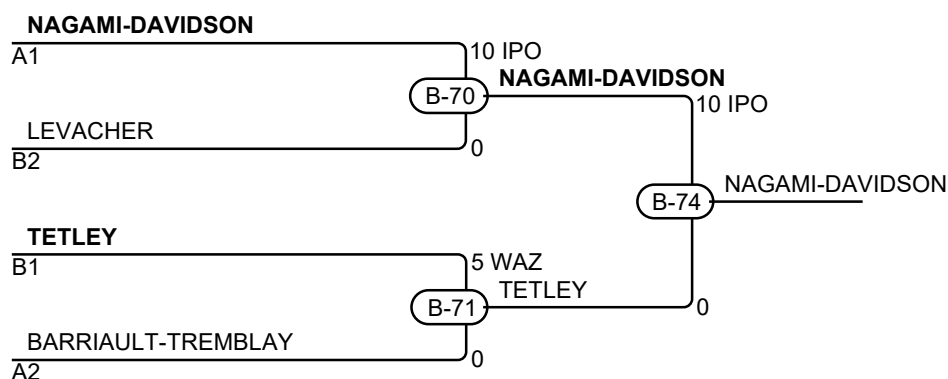 NAGAMI-DAVIDSON
A1
10 IPO
B-70
NAGAMI-DAVIDSON
10 IPO
LEVACHER
B2
0
B-74
NAGAMI-DAVIDSON
TETLEY
B1
5 WAZ
B-71
TETLEY
0
BARRIAULT-TREMBLAY
A2
0